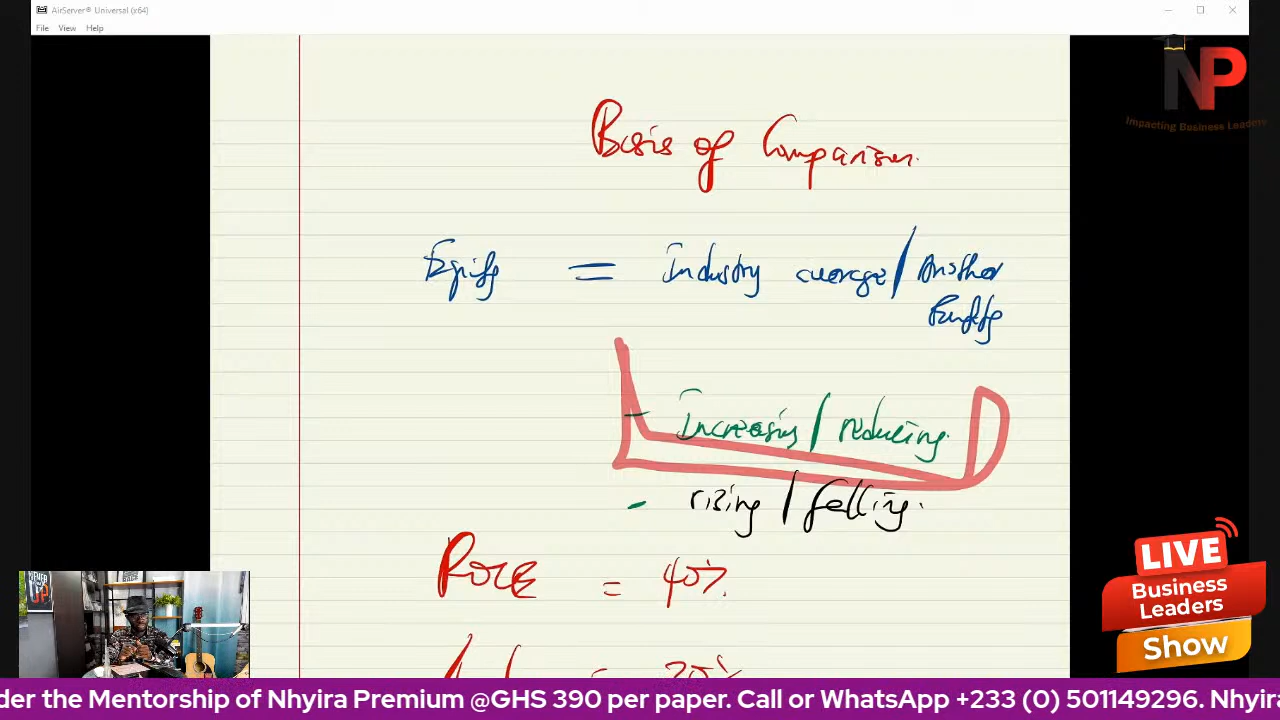 AirServer® Universal (x64)
File View Help
NP
Impacting Business Leaders
Basis of Comparison.
= Industry average / Another
- Increasing / reducing.
- rising / falling.
ROCE = 40%
= 20%
LIVE
Business
Leaders
Show
der the Mentorship of Nhyira Premium @GHS 390 per paper. Call or WhatsApp +233 (0) 501149296. Nhyira